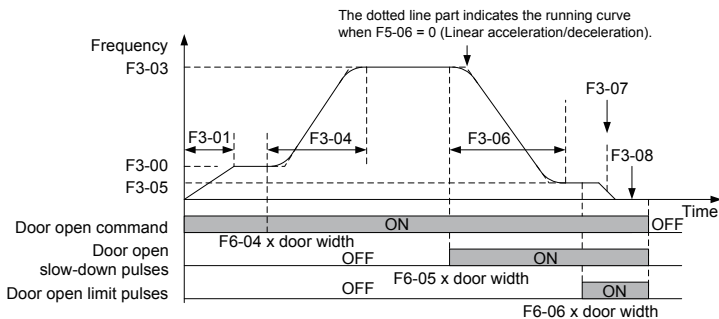 The dotted line part indicates the running curve
when F5-06 = 0 (Linear acceleration/deceleration).
Frequency
F3-03
F3-07
F3-01
F3-04
F3-06
F3-08
F3-00
F3-05
Time
Door open command
ON
OFF
F6-04 x door width
Door open
slow-down pulses
OFF
ON
F6-05 x door width
Door open limit pulses
OFF
ON
F6-06 x door width